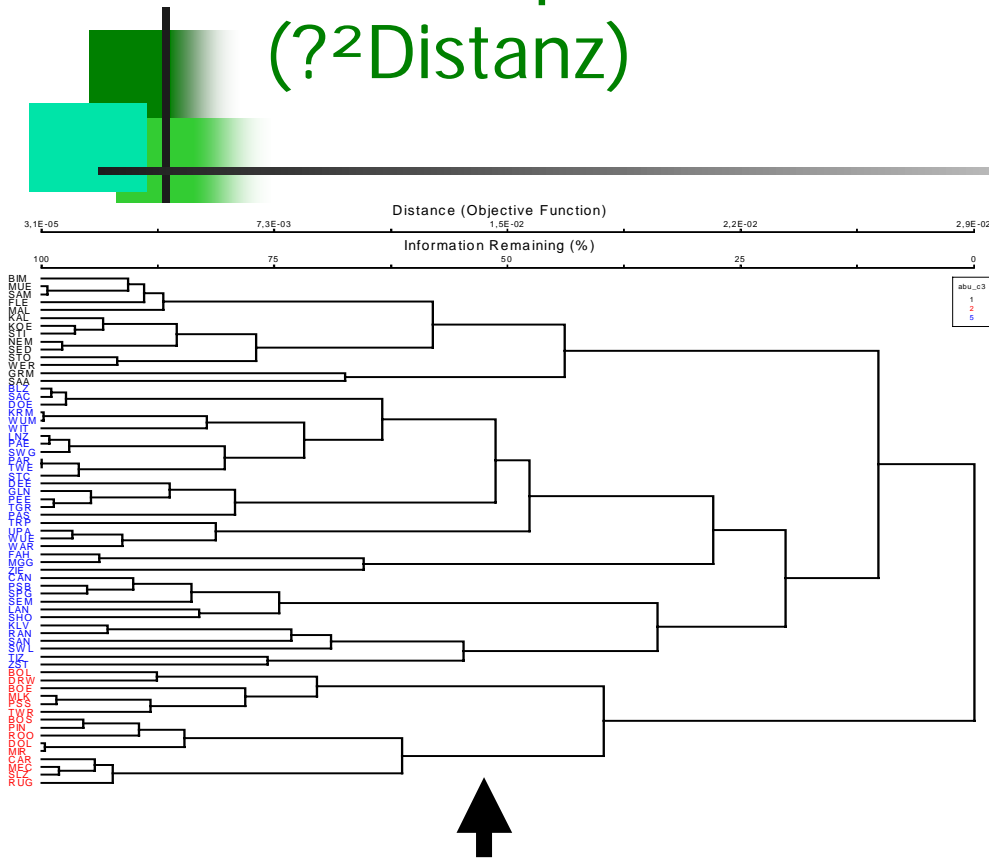 (?²Distanz)
Distance (Objective Function)
3,1E-05 7,3E-03 1,5E-02 2,2E-02 2,9E-02
Information Remaining (%)
100 75 50 25 0
BIM
MUE
SAM
FLE
MAL
KAL
KOE
STI
NEM
SED
STO
WER
GRM
SAA
BLZ
SAC
DOE
KRM
WUM
WIT
LNZ
PAE
SWG
PAR
TWE
STC
DEE
GLN
PEE
TGR
PAS
TRP
UPA
WUE
WAR
FAH
MGG
ZIE
CAN
PSB
SPG
SEM
LAN
SHO
KLV
RAN
SAN
SWL
TIZ
ZST
BOL
DRW
BOE
MLK
PSS
TWR
BOS
PIN
ROO
DOL
MIR
CAR
MEC
SLZ
RUG
abu_c3
1
2
5